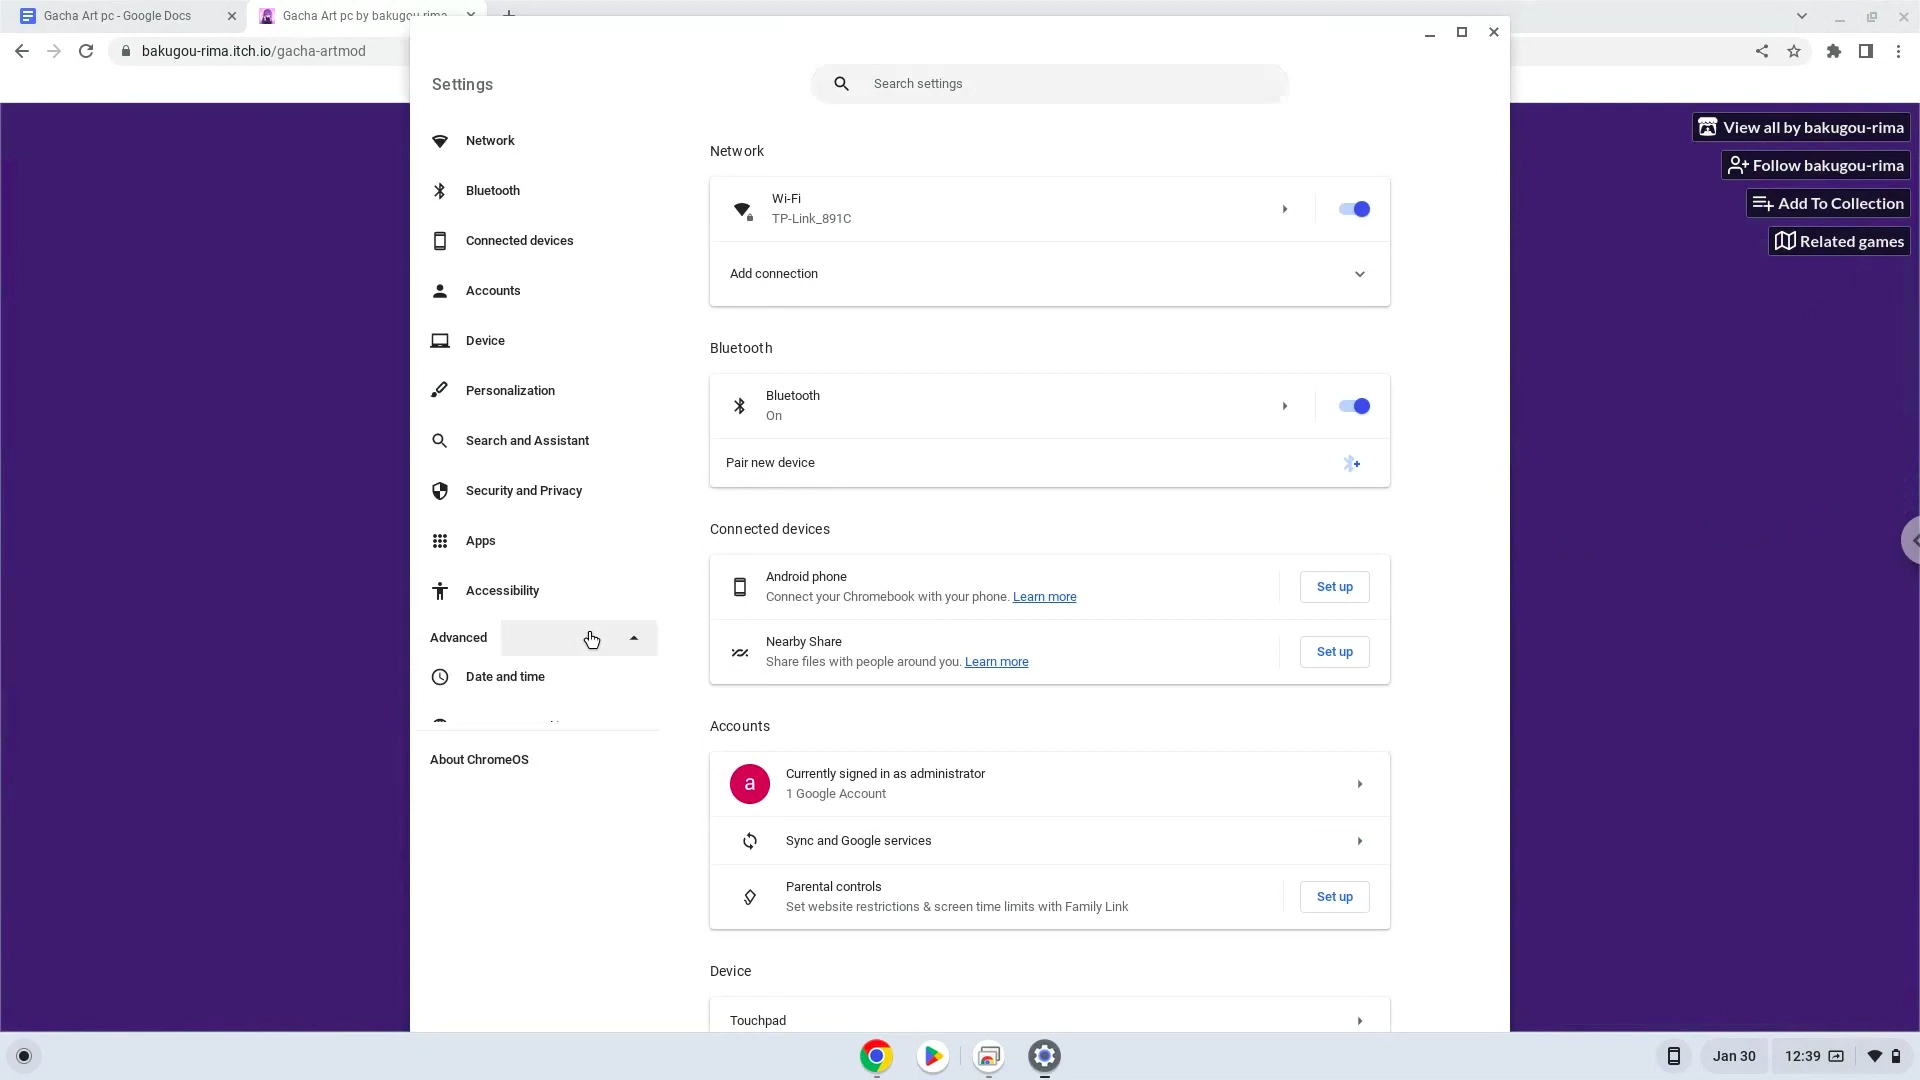 Gacha Art pc - Google Docs
Gacha Art pc by bakugou-rima
bakugou-rima.itch.io/gacha-artmod
Settings
Search settings
View all by bakugou-rima
Follow bakugou-rima
Add To Collection
Related games
Network
Bluetooth
Connected devices
Accounts
Device
Personalization
Search and Assistant
Security and Privacy
Apps
Accessibility
Advanced
Date and time
About ChromeOS
Network
Wi-Fi
TP-Link_891C
Add connection
Bluetooth
Bluetooth
On
Pair new device
Connected devices
Android phone
Connect your Chromebook with your phone. Learn more
Set up
Nearby Share
Share files with people around you. Learn more
Set up
Accounts
a
Currently signed in as administrator
1 Google Account
Sync and Google services
Parental controls
Set website restrictions & screen time limits with Family Link
Set up
Device
Touchpad
Jan 30
12:39